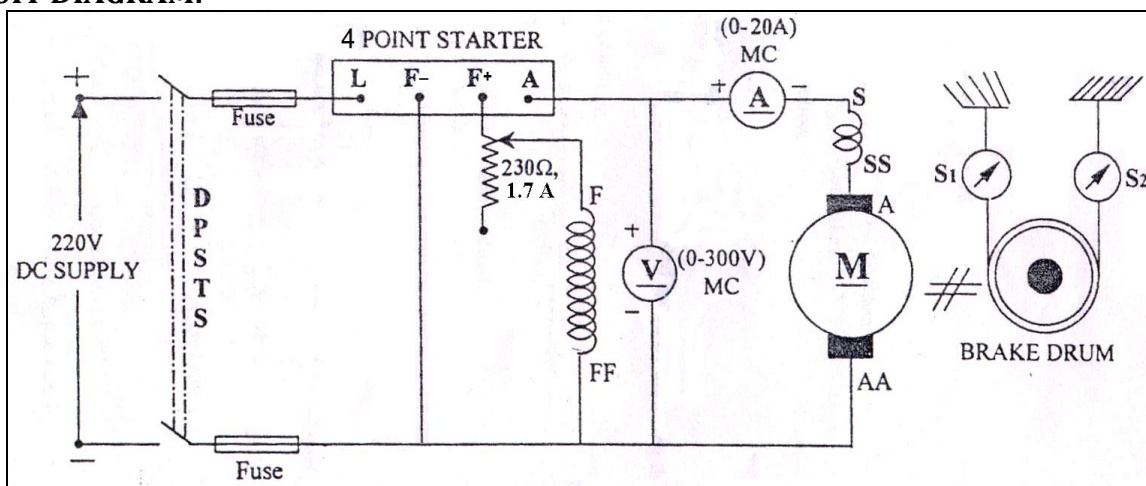 (0-20A)
MC
4 POINT STARTER
L F- F+ A
+
+ A -
S
Fuse
SS
230Ω,
1.7 A
S1
S2
D
P
S
T
S
F
A
220V
DC SUPPLY
+
V
(0-300V)
MC
-
M
BRAKE DRUM
FF
AA
-
Fuse